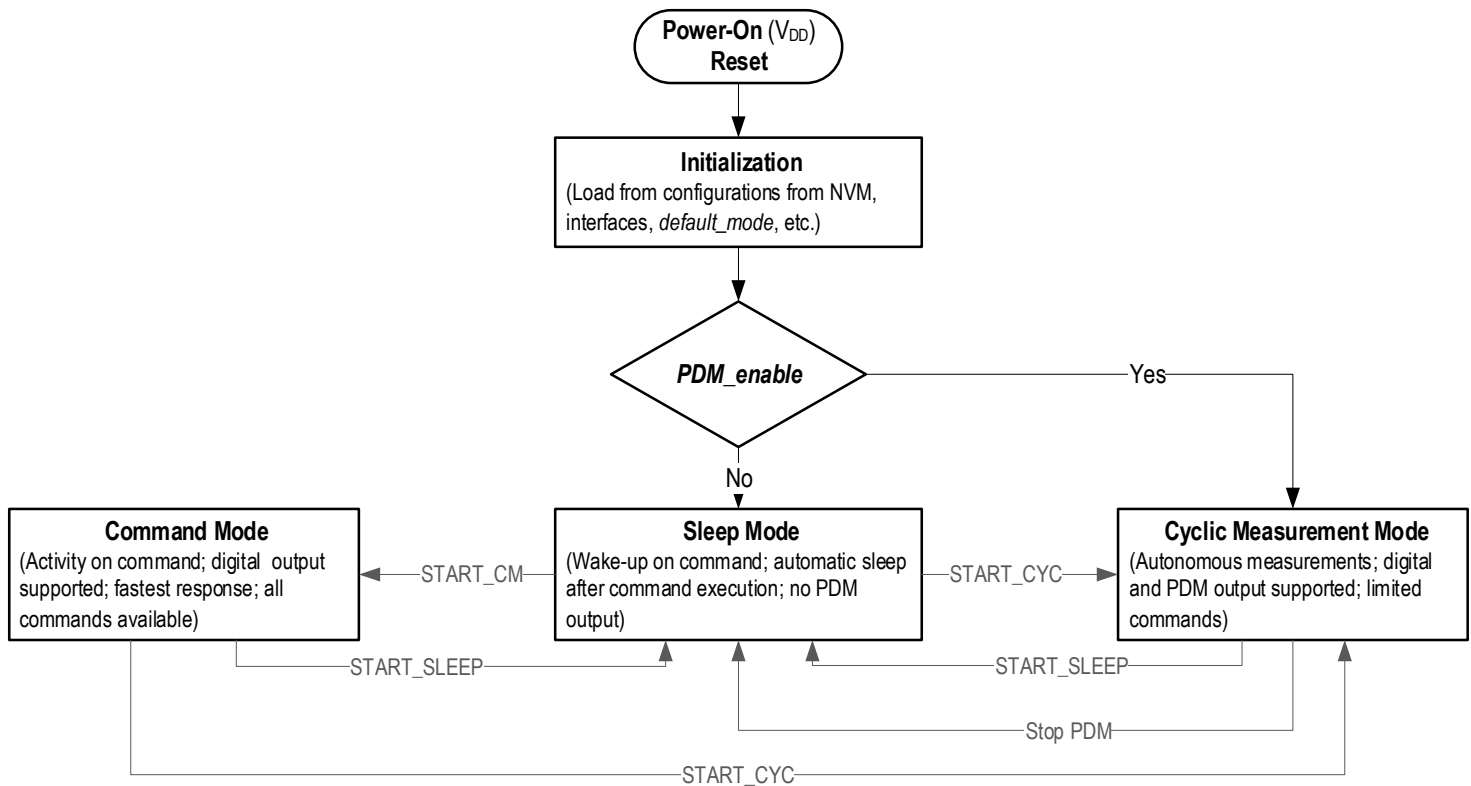 Power-On (VDD)
Reset
Initialization
(Load from configurations from NVM,
interfaces, default_mode, etc.)
PDM_enable
Yes
No
Command Mode
(Activity on command; digital output
supported; fastest response; all
commands available)
START_CM
Sleep Mode
(Wake-up on command; automatic sleep
after command execution; no PDM
output)
START_CYC
Cyclic Measurement Mode
(Autonomous measurements; digital
and PDM output supported; limited
commands)
START_SLEEP
START_SLEEP
Stop PDM
START_CYC